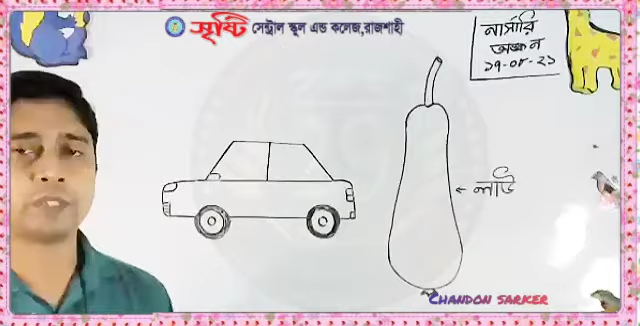 সৃষ্টি সেন্ট্রাল স্কুল এন্ড কলেজ,রাজশাহী
নার্সারি
অঙ্কন
১৭-০৮-২১
←লাউ
CHANDON SARKER